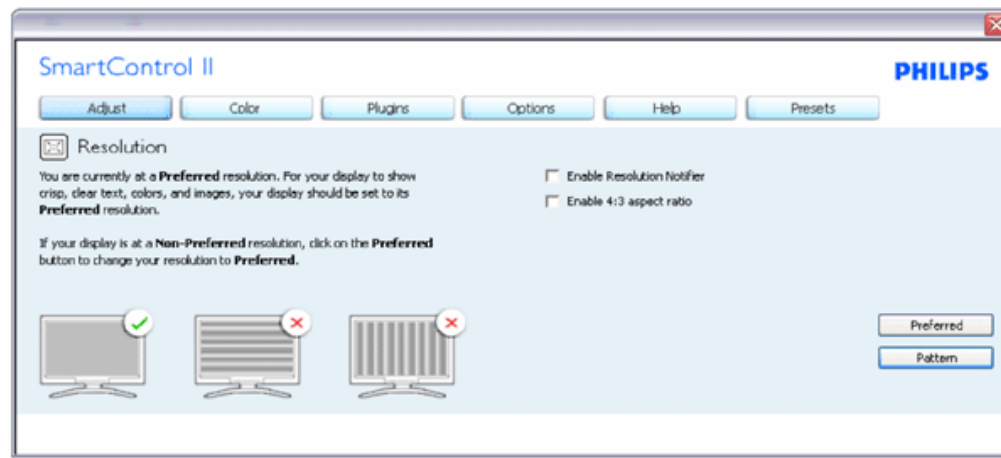 SmartControl II
PHILIPS
Adjust Color Plugins Options Help Presets
Resolution
You are currently at a Preferred resolution. For your display to show
crisp, clear text, colors, and images, your display should be set to its
Preferred resolution.
If your display is at a Non-Preferred resolution, click on the Preferred
button to change your resolution to Preferred.
Enable Resolution Notifier
Enable 4:3 aspect ratio
Preferred
Pattern